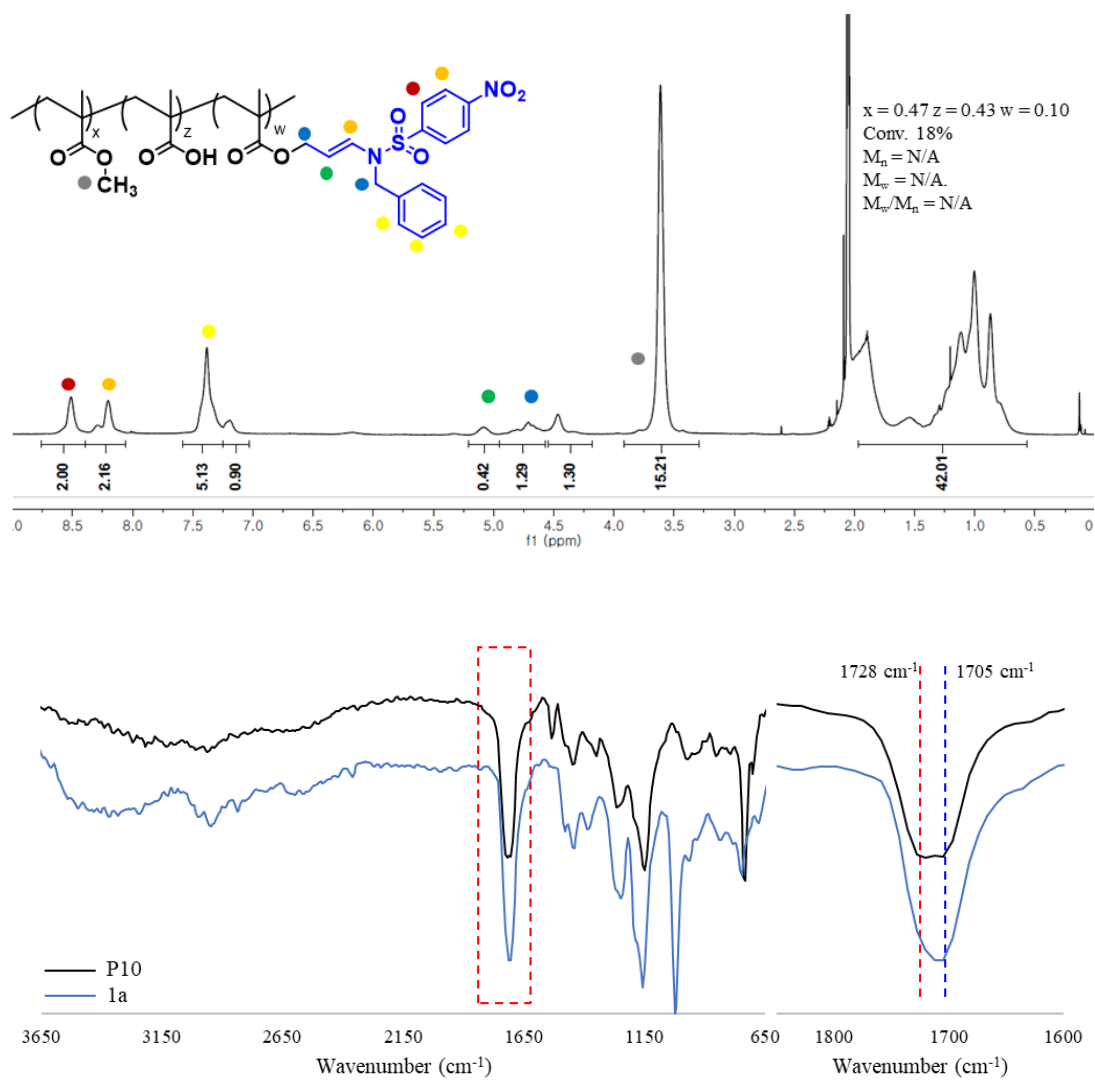 NO₂
O
S
O
N
x
z
w
O
O
O
OH
O
O
CH₃
x = 0.47 z = 0.43 w = 0.10
Conv. 18%
Mₙ = N/A
M_w = N/A.
M_w/Mₙ = N/A
2.00
2.16
5.13
0.90
0.42
1.29
1.30
15.21
42.01
8.5 8.0 7.5 7.0 6.5 6.0 5.5 5.0 4.5 4.0 3.5 3.0 2.5 2.0 1.5 1.0 0.5
f1 (ppm)
1728 cm⁻¹ 1705 cm⁻¹
P10
1a
3650 3150 2650 2150 1650 1150 650
Wavenumber (cm⁻¹)
1800 1700 1600
Wavenumber (cm⁻¹)